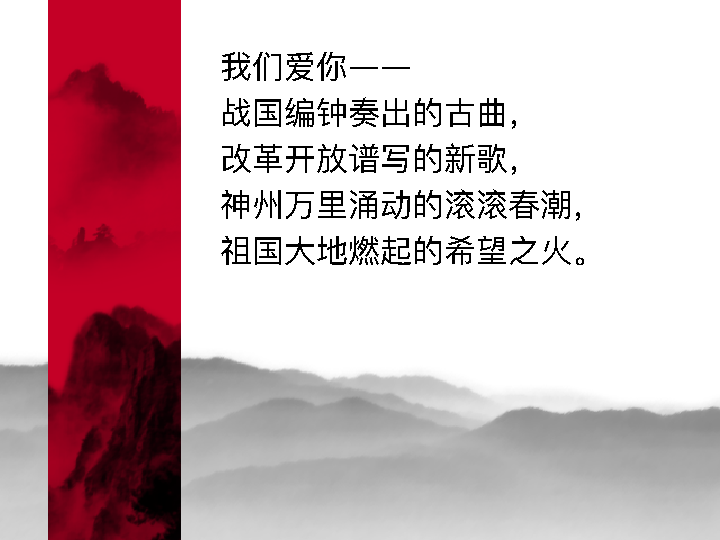 我们爱你——
战国编钟奏出的古曲，
改革开放谱写的新歌，
神州万里涌动的滚滚春潮，
祖国大地燃起的希望之火。